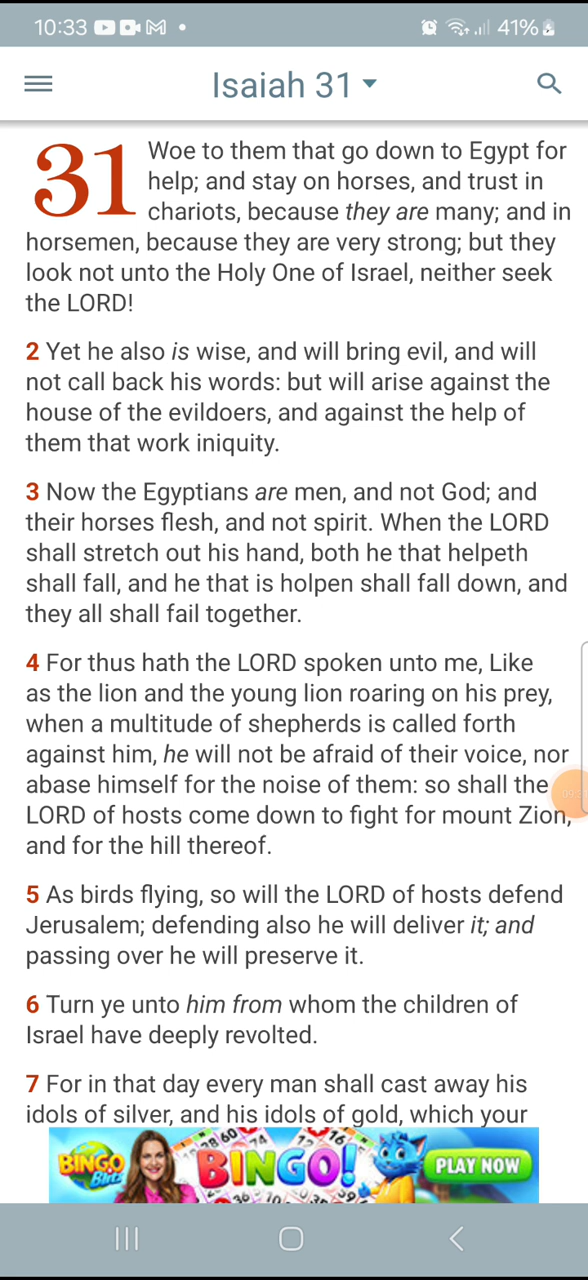 10:33
41%
Isaiah 31
31 Woe to them that go down to Egypt for
help; and stay on horses, and trust in
chariots, because they are many; and in
horsemen, because they are very strong; but they
look not unto the Holy One of Israel, neither seek
the LORD!
2 Yet he also is wise, and will bring evil, and will
not call back his words: but will arise against the
house of the evildoers, and against the help of
them that work iniquity.
3 Now the Egyptians are men, and not God; and
their horses flesh, and not spirit. When the LORD
shall stretch out his hand, both he that helpeth
shall fall, and he that is holpen shall fall down, and
they all shall fail together.
4 For thus hath the LORD spoken unto me, Like
as the lion and the young lion roaring on his prey,
when a multitude of shepherds is called forth
against him, he will not be afraid of their voice, nor
abase himself for the noise of them: so shall the
LORD of hosts come down to fight for mount Zion,
and for the hill thereof.
5 As birds flying, so will the LORD of hosts defend
Jerusalem; defending also he will deliver it; and
passing over he will preserve it.
6 Turn ye unto him from whom the children of
Israel have deeply revolted.
7 For in that day every man shall cast away his
idols of silver, and his idols of gold, which your
BINGO
Blitz
BINGO!
PLAY NOW